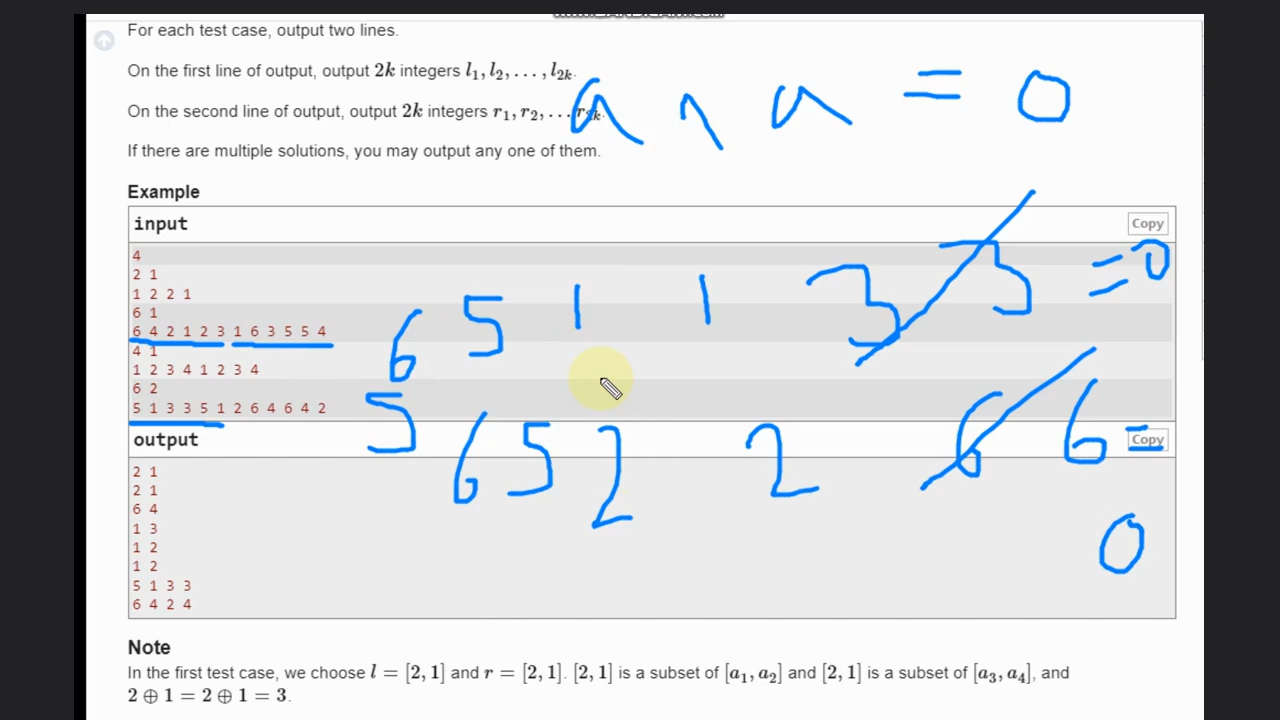 For each test case, output two lines.
On the first line of output, output 2k integers l₁, l₂, . . . , l₂ₖ.
a ^ a = 0
On the second line of output, output 2k integers r₁, r₂, . . . r₂ₖ.
If there are multiple solutions, you may output any one of them.
Example
input
Copy
4
2 1
1 2 2 1
6 1
6 4 2 1 2 3 1 6 3 5 5 4
4 1
1 2 3 4 1 2 3 4
6 2
5 1 3 3 5 1 2 6 4 6 4 2
6 5 1 1 3 3 = 0
5 6 5 2 2 6 6 = 0
output
Copy
2 1
2 1
6 4
1 3
1 2
1 2
5 1 3 3
6 4 2 4
Note
In the first test case, we choose l = [2, 1] and r = [2, 1]. [2, 1] is a subset of [a₁, a₂] and [2, 1] is a subset of [a₃, a₄], and
2 ⊕ 1 = 2 ⊕ 1 = 3.